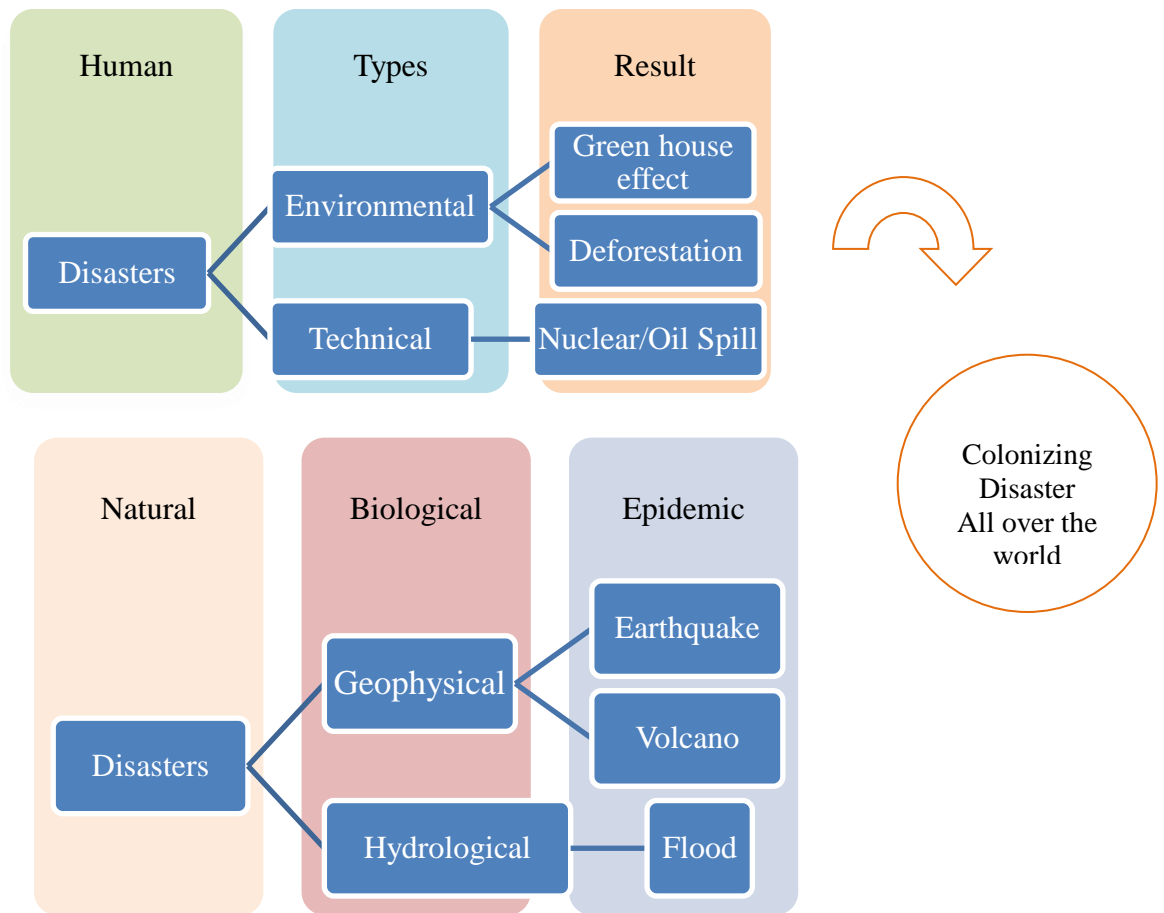 Human
Types
Result
Green house
effect
Environmental
Deforestation
Disasters
Technical
Nuclear/Oil Spill
Colonizing
Disaster
All over the
world
Natural
Biological
Epidemic
Earthquake
Geophysical
Volcano
Disasters
Hydrological
Flood